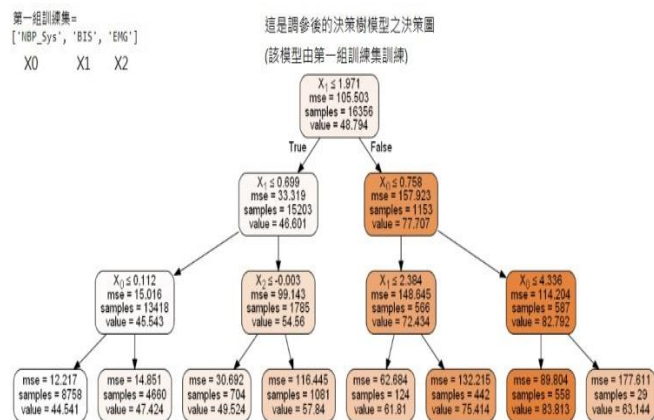 第一組訓練集=
['NBP_Sys', 'BIS', 'EMG']
X0 X1 X2
這是調參後的決策樹模型之決策圖
(該模型由第一組訓練集訓練)
X₁ ≤ 1.971
mse = 105.503
samples = 16356
value = 48.794
True
False
X₁ ≤ 0.699
mse = 33.319
samples = 15203
value = 46.601
X₀ ≤ 0.758
mse = 157.923
samples = 1153
value = 77.707
X₀ ≤ 0.112
mse = 15.016
samples = 13418
value = 45.543
X₂ ≤ -0.003
mse = 99.143
samples = 1785
value = 54.56
X₁ ≤ 2.384
mse = 148.645
samples = 566
value = 72.434
X₀ ≤ 4.336
mse = 114.204
samples = 587
value = 82.792
mse = 12.217
samples = 8758
value = 44.541
mse = 14.851
samples = 4660
value = 47.424
mse = 30.692
samples = 704
value = 49.524
mse = 116.445
samples = 1081
value = 57.84
mse = 62.684
samples = 124
value = 61.81
mse = 132.215
samples = 442
value = 75.414
mse = 89.804
samples = 558
value = 83.813
mse = 177.611
samples = 29
value = 63.144